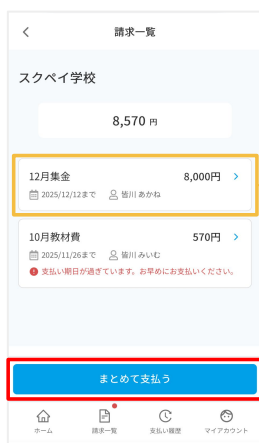 請求一覧
スクペイ学校
8,570 円
12月集金 8,000円
2025/12/12まで 皆川 あかね
10月教材費 570円
2025/11/26まで 皆川 みいむ
支払い期日が過ぎています。お早めにお支払いください。
まとめて支払う
ホーム 請求一覧 支払い履歴 マイアカウント